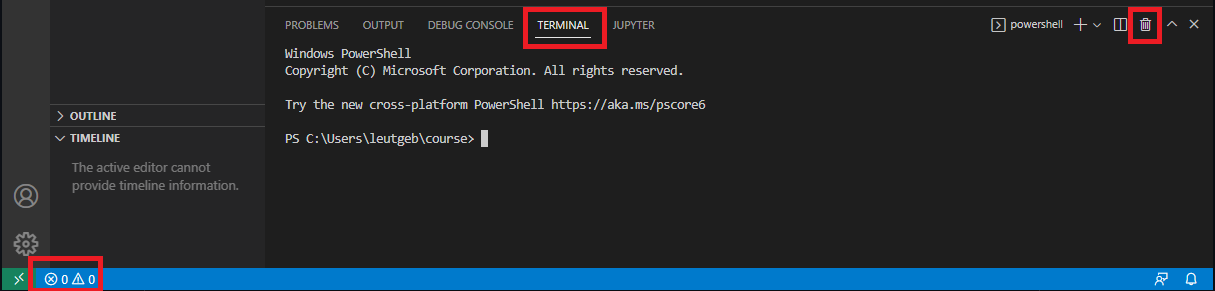 PROBLEMS OUTPUT DEBUG CONSOLE TERMINAL JUPYTER powershell
Windows PowerShell
Copyright (C) Microsoft Corporation. All rights reserved.
Try the new cross-platform PowerShell https://aka.ms/pscore6
PS C:\Users\leutgeb\course>
OUTLINE
TIMELINE
The active editor cannot
provide timeline information.
0 0